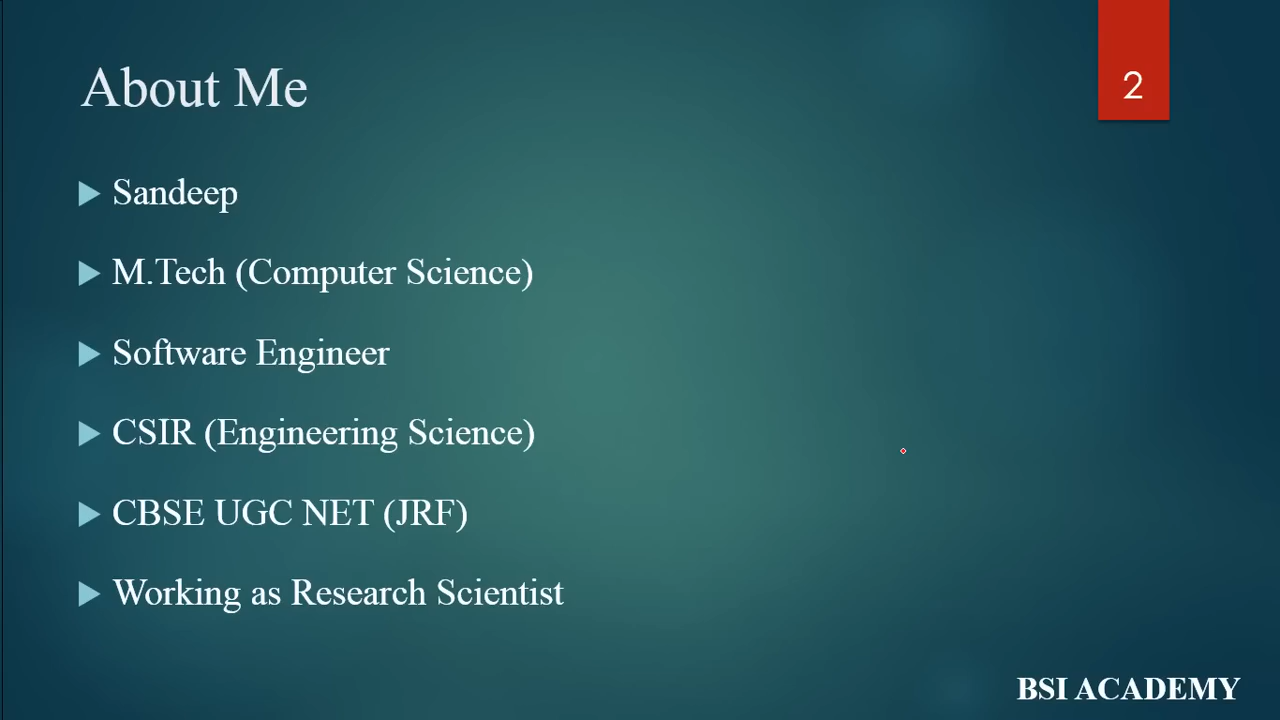 About Me
2
Sandeep
M.Tech (Computer Science)
Software Engineer
CSIR (Engineering Science)
CBSE UGC NET (JRF)
Working as Research Scientist
BSI ACADEMY